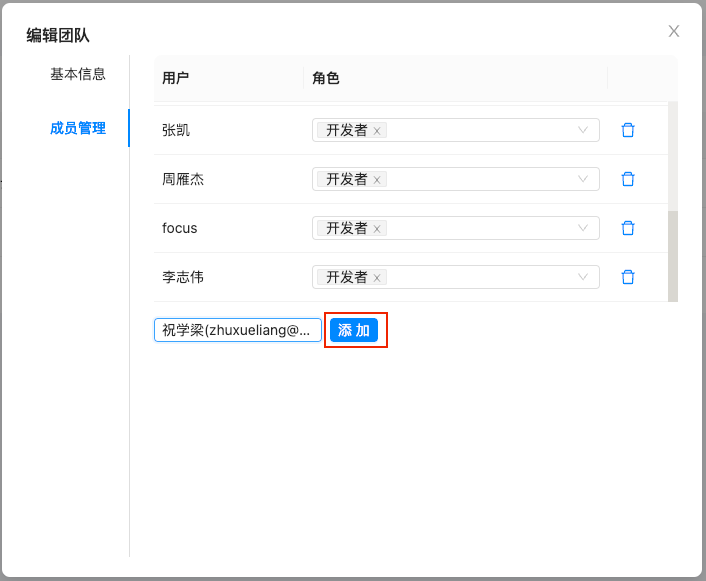 编辑团队
基本信息
成员管理
用户 角色
张凯 开发者 x
周雁杰 开发者 x
focus 开发者 x
李志伟 开发者 x
祝学梁(zhuxueliang@... 添加